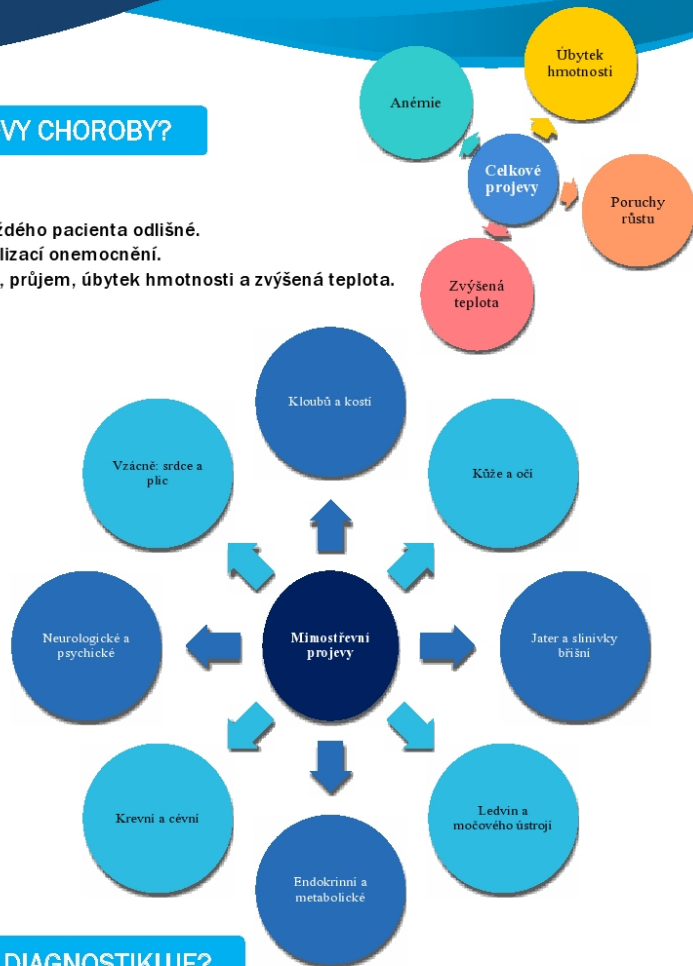 Úbytek
hmotnosti
Anémie
VY CHOROBY?
Celkové
projevy
Poruchy
růstu
ždého pacienta odlišné.
lizací onemocnění.
, průjem, úbytek hmotnosti a zvýšená teplota.
Zvýšená
teplota
Kloubů a kostí
Vzácně: srdce a
plic
Kůže a očí
Neurologické a
psychické
Mimostřevní
projevy
Jater a slinivky
břišní
Krevní a cévní
Ledvin a
močového ústrojí
Endokrinní a
metabolické
DIAGNOSTIKUJE?